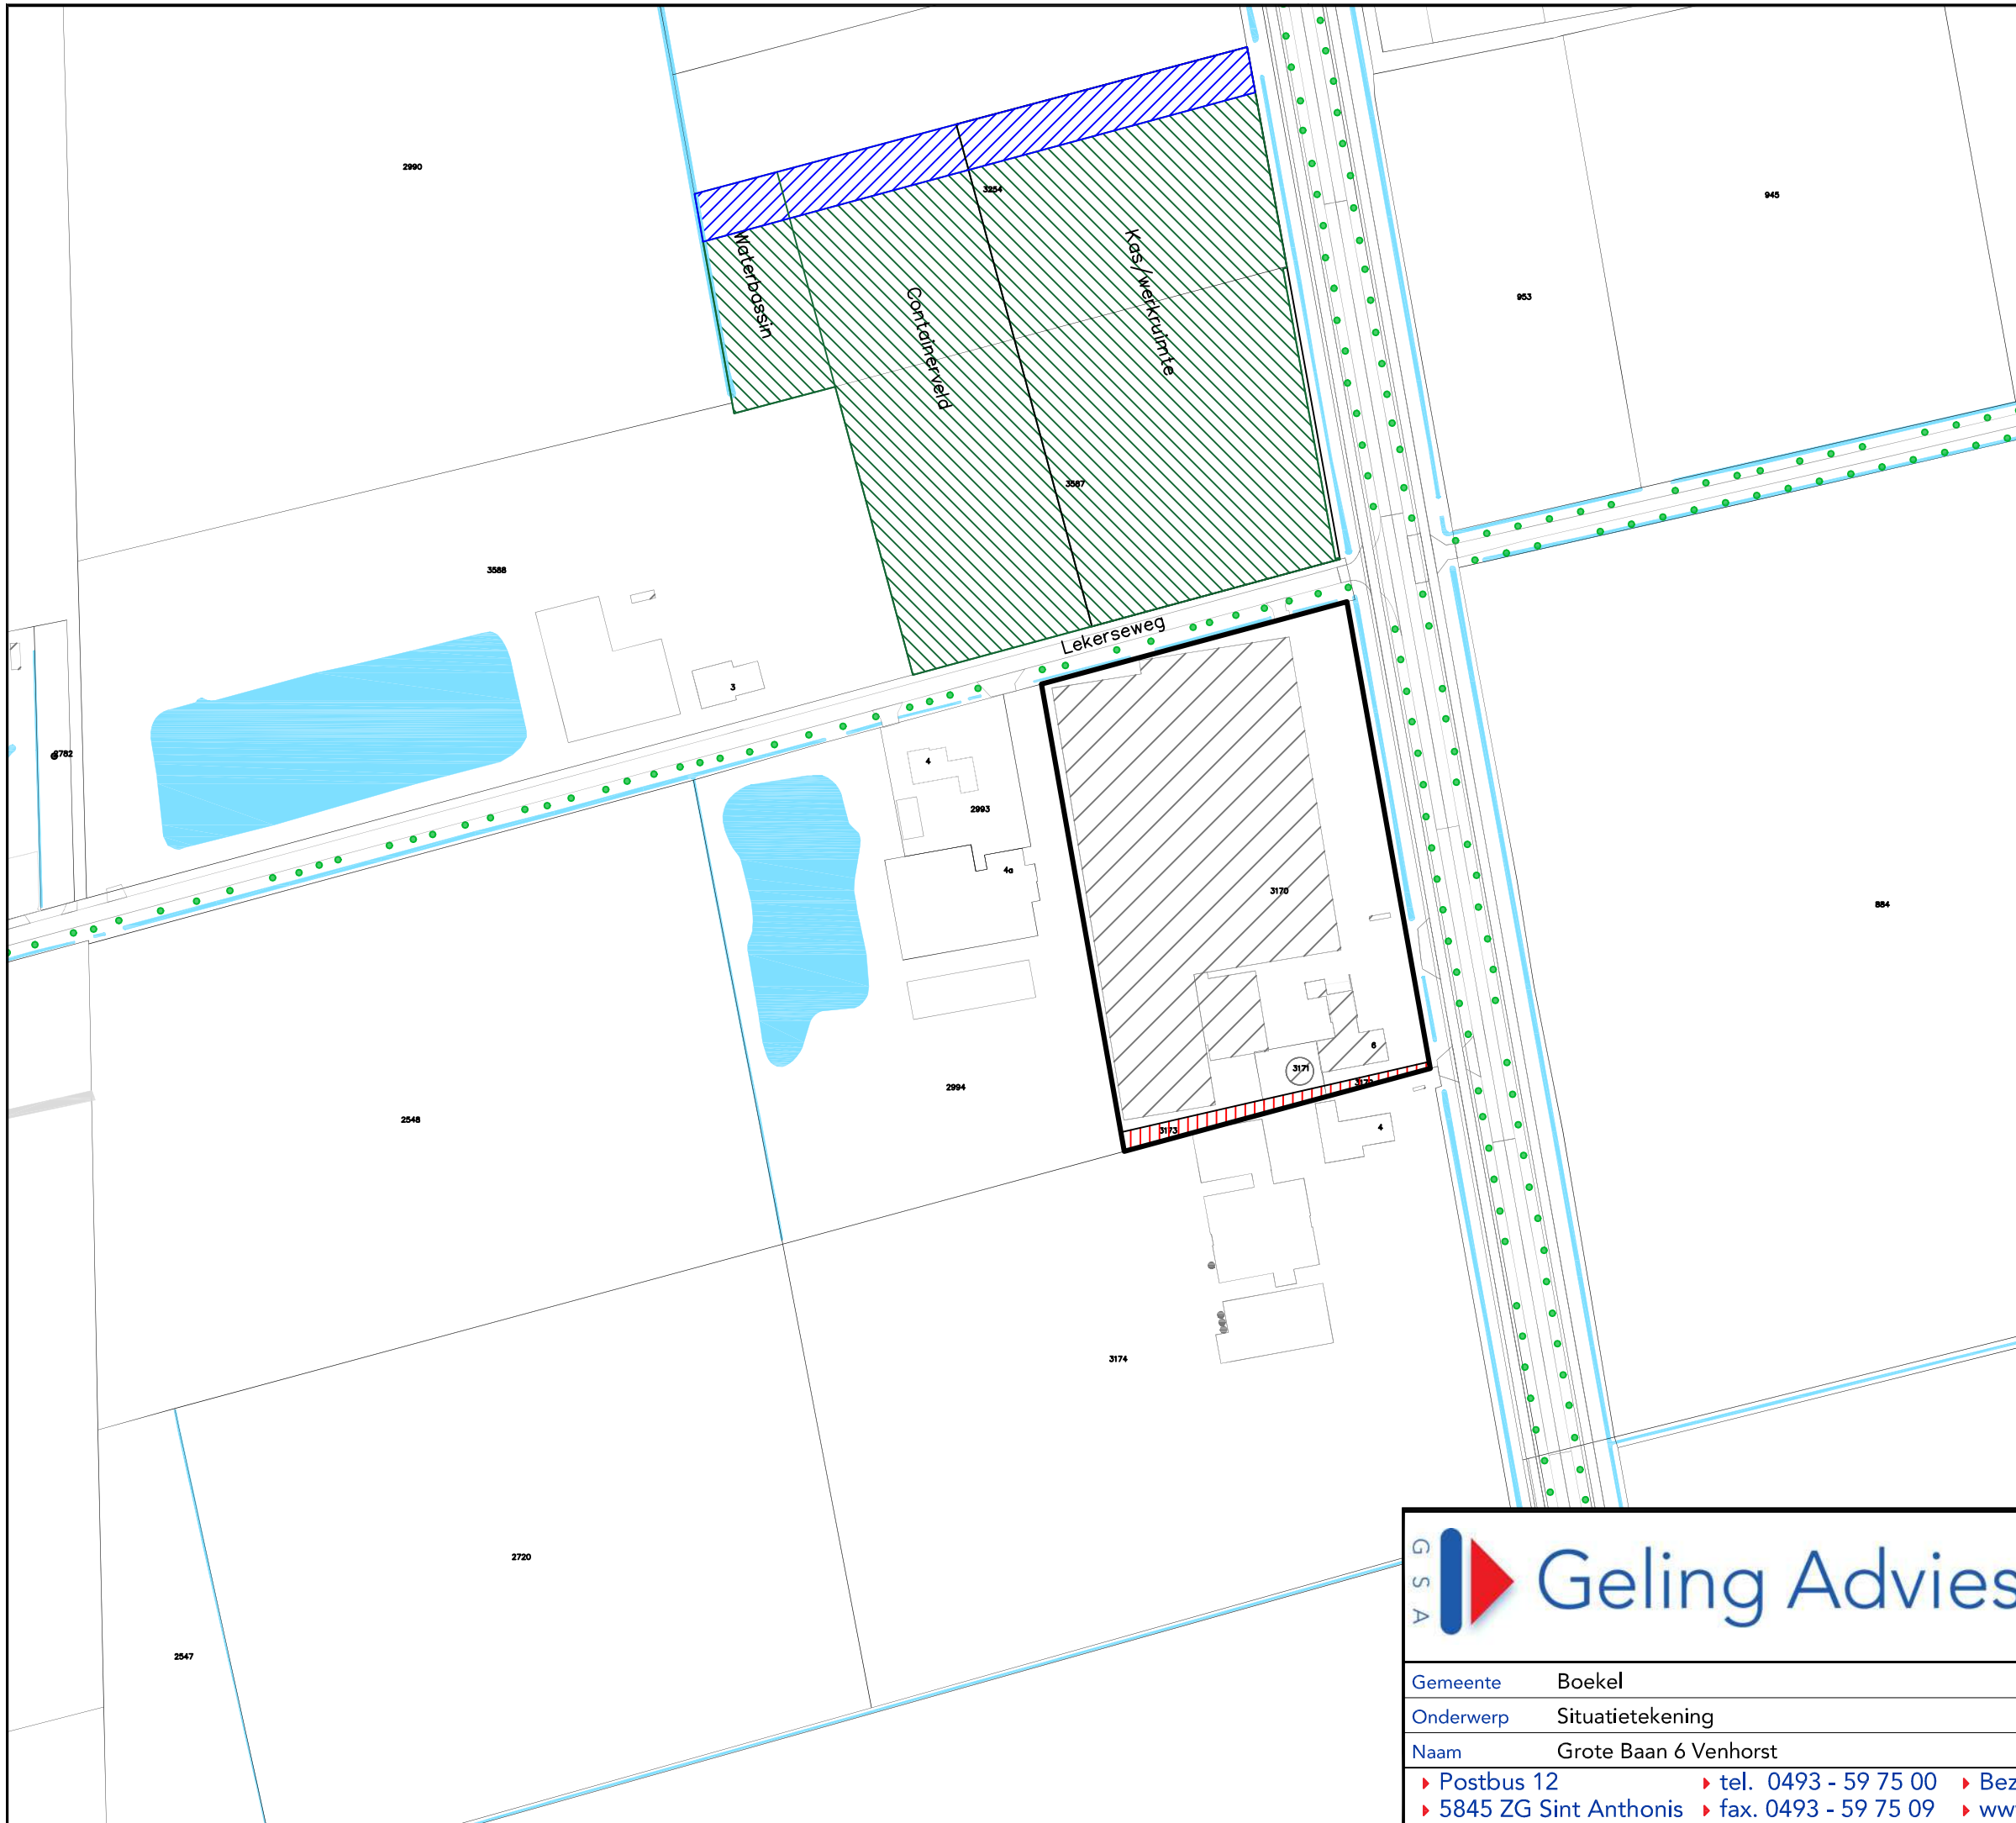 2990
3254
945
953
Waterbassin
Containerveld
Kas/werkruimte
3587
3588
Lekerseweg
3
2782
4
2993
4a
3170
884
6
3171
3172
2994
2548
3173
4
3174
2720
2547
G S A
Geling Advies
Gemeente Boekel
Onderwerp Situatietekening
Naam Grote Baan 6 Venhorst
Postbus 12 tel. 0493 - 59 75 00 Bez
5845 ZG Sint Anthonis fax. 0493 - 59 75 09